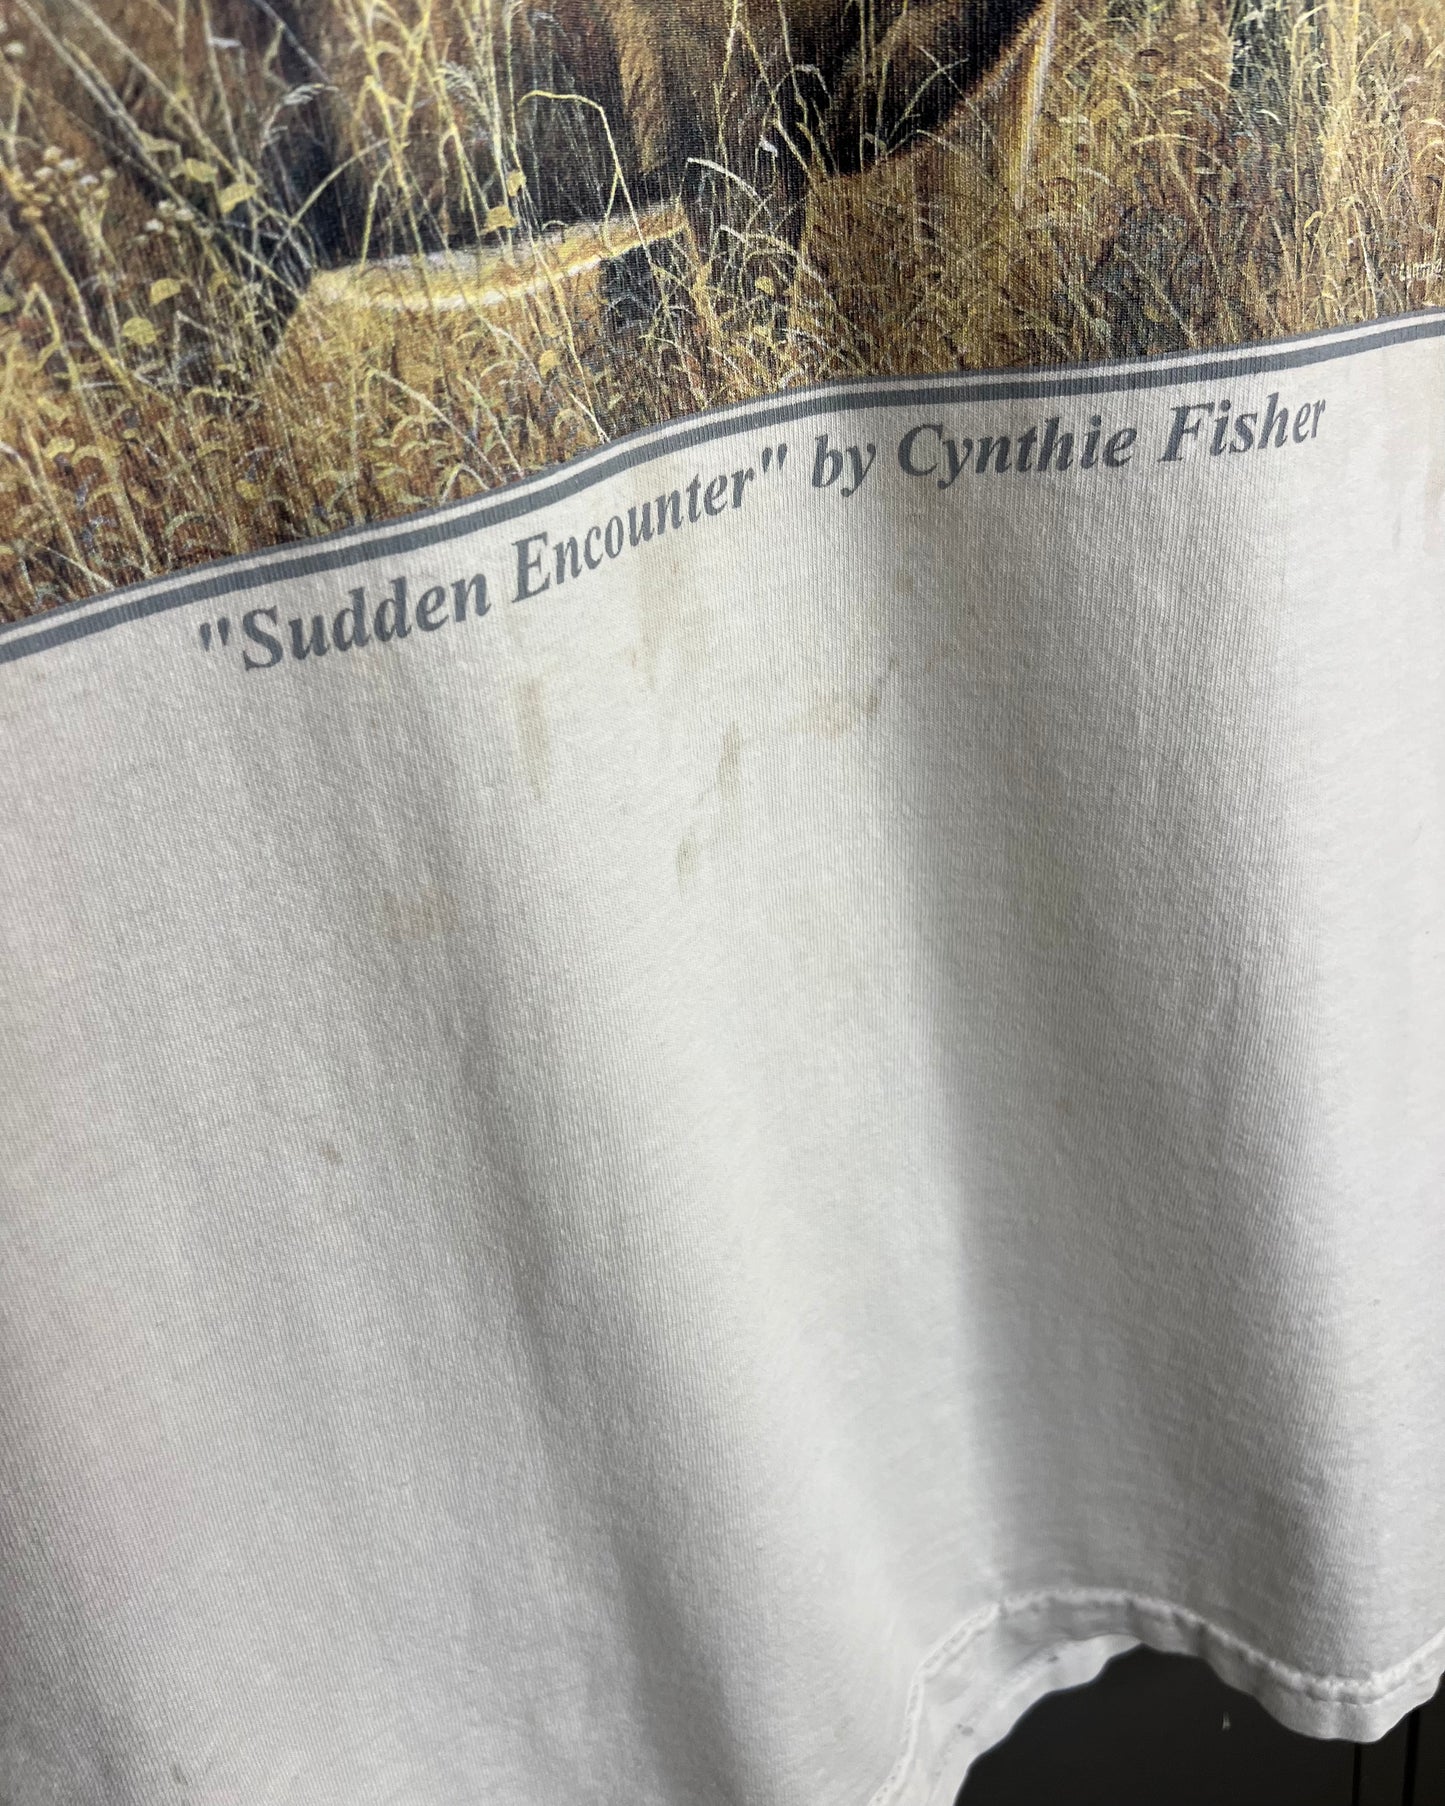 "Sudden Encounter" by Cynthie Fisher